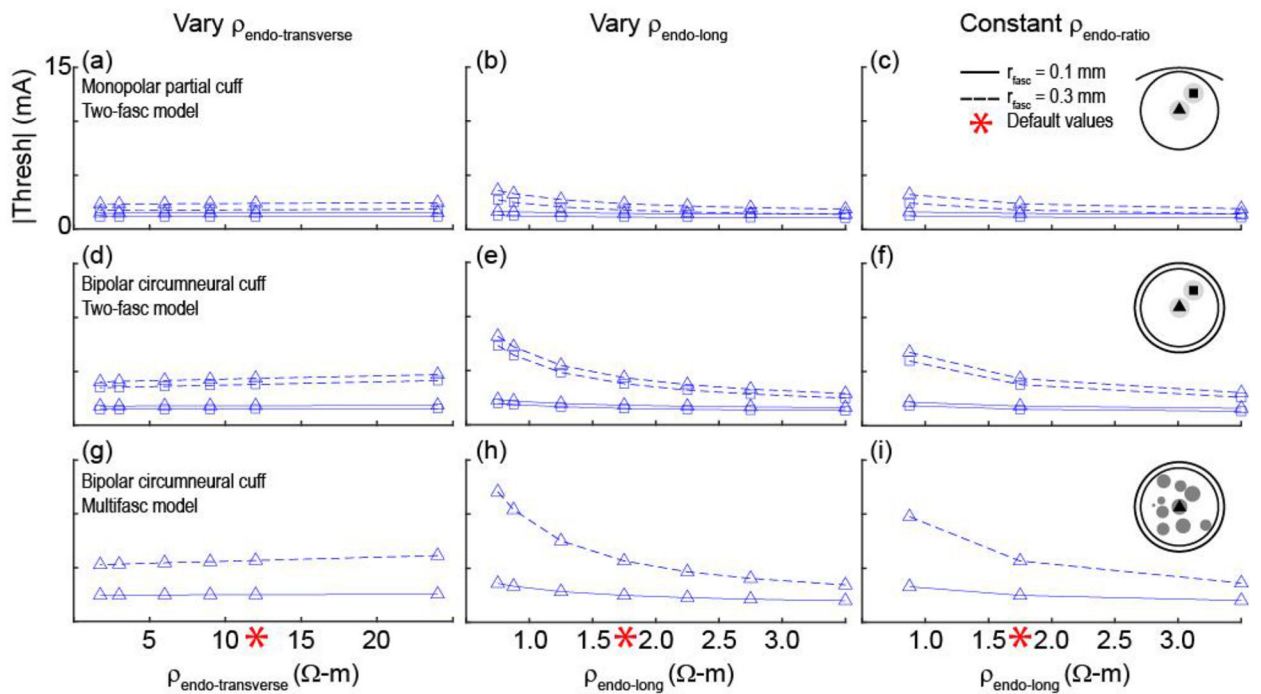 Vary ρendo-transverse
Vary ρendo-long
Constant ρendo-ratio
(a)
Monopolar partial cuff
Two-fasc model
(b)
(c)
rfasc = 0.1 mm
rfasc = 0.3 mm
Default values
15
|Thresh| (mA)
0
(d)
Bipolar circumneural cuff
Two-fasc model
(e)
(f)
(g)
Bipolar circumneural cuff
Multifasc model
(h)
(i)
5 10 15 20
1.0 1.5 2.0 2.5 3.0
1.0 1.5 2.0 2.5 3.0
ρendo-transverse (Ω-m)
ρendo-long (Ω-m)
ρendo-long (Ω-m)